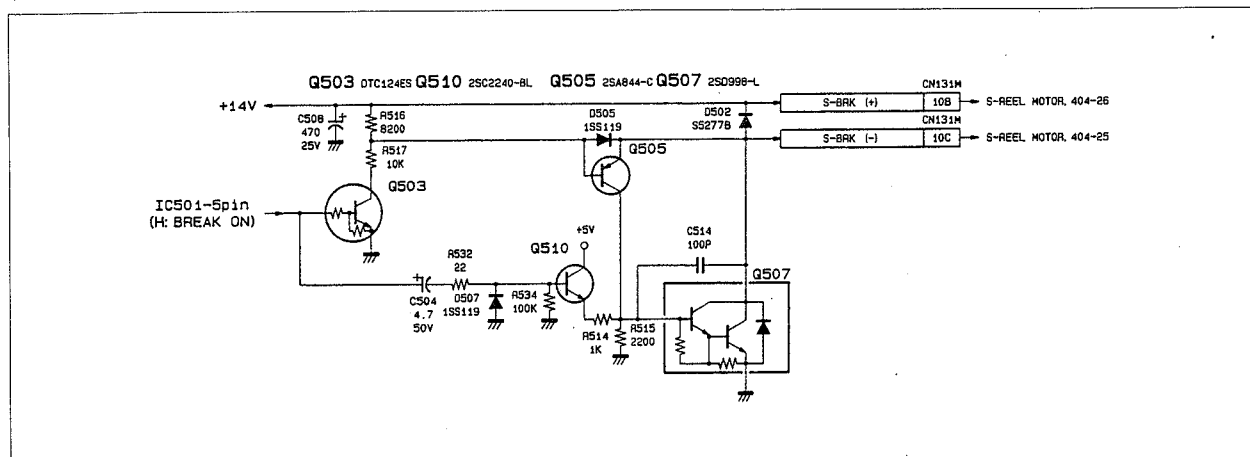 Q503 DTC124ES Q510 2SC2240-BL Q505 2SA844-C Q507 2SD998-L
CN131M
+14V
S-BRK (+) 10B S-REEL MOTOR, 404-26
C508
470
25V
R516
8200
D505
1SS119
D502
S5277B
CN131M
S-BRK (-) 10C S-REEL MOTOR, 404-25
R517
10K
Q505
Q503
IC501-5pin
(H: BREAK ON)
+5V
C514
100P
Q510
R532
22
Q507
C504
4.7
50V
D507
1SS119
R534
100K
R514
1K
R515
2200